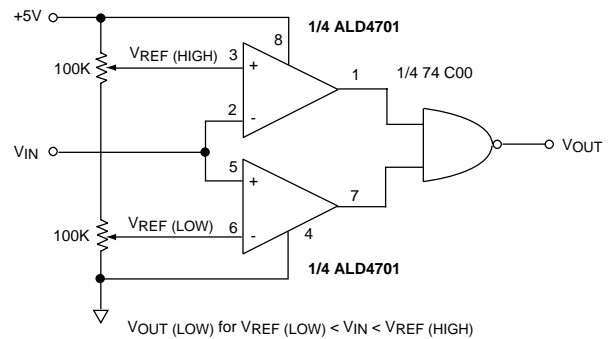 +5V
1/4 ALD4701
8
VREF (HIGH)
3
+
1
1/4 74 C00
100K
2
-
VIN
VOUT
5
+
7
100K
VREF (LOW)
6
-
4
1/4 ALD4701
VOUT (LOW) for VREF (LOW) < VIN < VREF (HIGH)